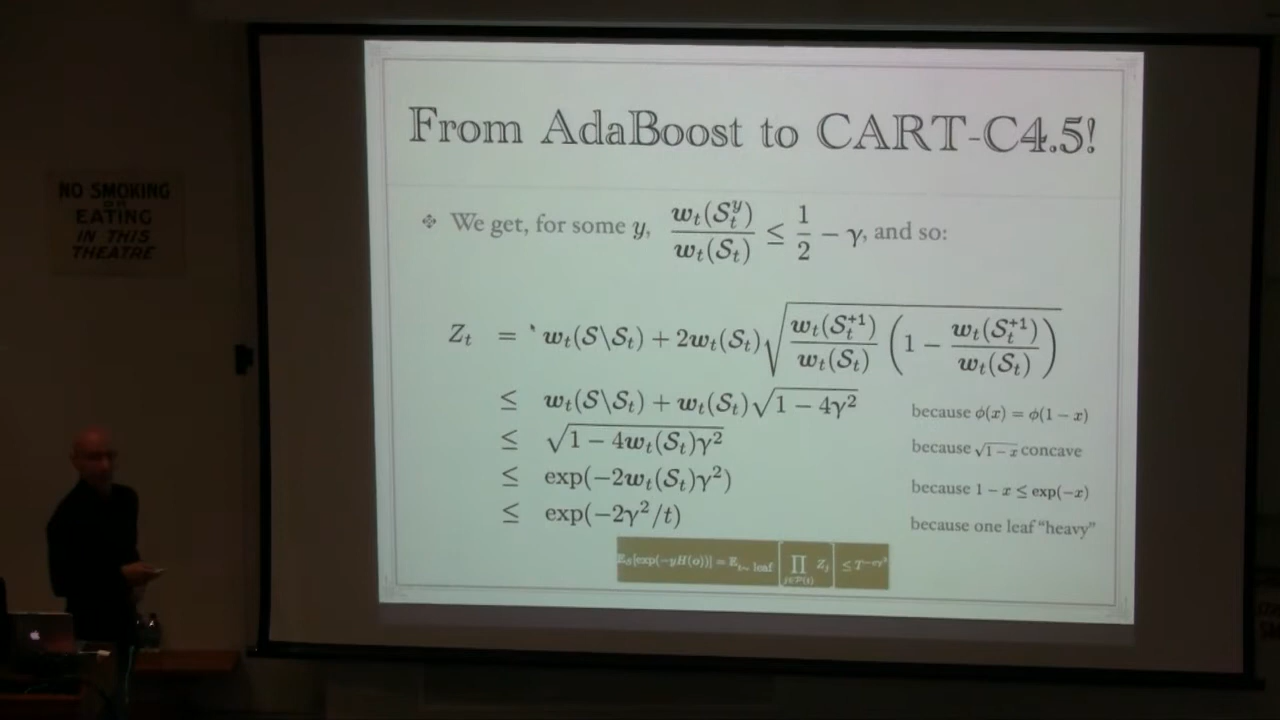 NO SMOKING
OR
EATING
IN THIS
THEATRE
From AdaBoost to CART-C4.5!
❖ We get, for some y, w_t(S_t^y) / w_t(S_t) ≤ 1/2 − γ, and so:
Z_t = w_t(S\S_t) + 2w_t(S_t) √( w_t(S_t^{+1}) / w_t(S_t) ( 1 − w_t(S_t^{+1}) / w_t(S_t) ) )
≤ w_t(S\S_t) + w_t(S_t)√(1 − 4γ²) because ϕ(x) = ϕ(1 − x)
≤ √(1 − 4w_t(S_t)γ²) because √(1−x) concave
≤ exp(−2w_t(S_t)γ²) because 1 − x ≤ exp(−x)
≤ exp(−2γ²/t) because one leaf "heavy"